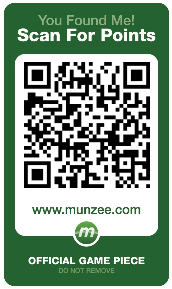 You Found Me!
Scan For Points
www.munzee.com
m
OFFICIAL GAME PIECE
DO NOT REMOVE